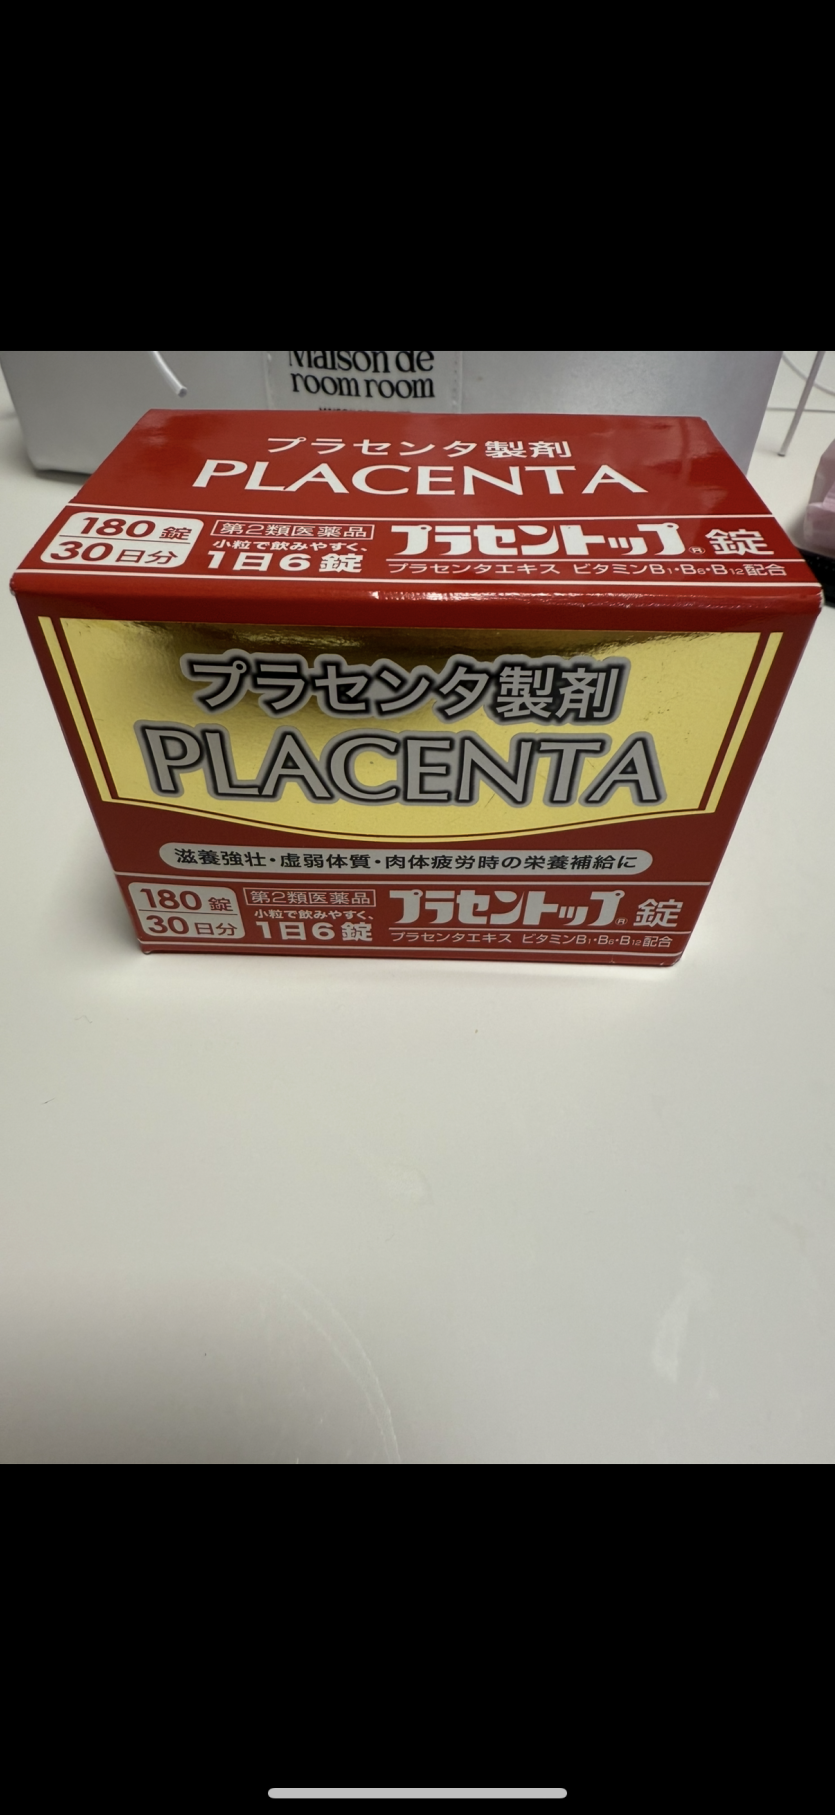 Maison de
room room
プラセンタ製剤
PLACENTA
180錠
30日分
第2類医薬品
小粒で飲みやすく、
1日6錠
プラセントップ® 錠
プラセンタエキス ビタミンB₁・B₆・B₁₂配合
プラセンタ製剤
PLACENTA
滋養強壮・虚弱体質・肉体疲労時の栄養補給に
180錠
30日分
第2類医薬品
小粒で飲みやすく、
1日6錠
プラセントップ® 錠
プラセンタエキス ビタミンB₁・B₆・B₁₂配合